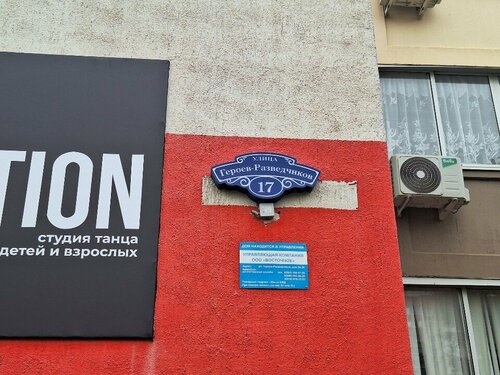 TION
студия танца
детей и взрослых
УЛИЦА
Героев-Разведчиков
17
ДОМ НАХОДИТСЯ В УПРАВЛЕНИИ
УПРАВЛЯЮЩАЯ КОМПАНИЯ
ООО «ВОСТОЧНОЕ»